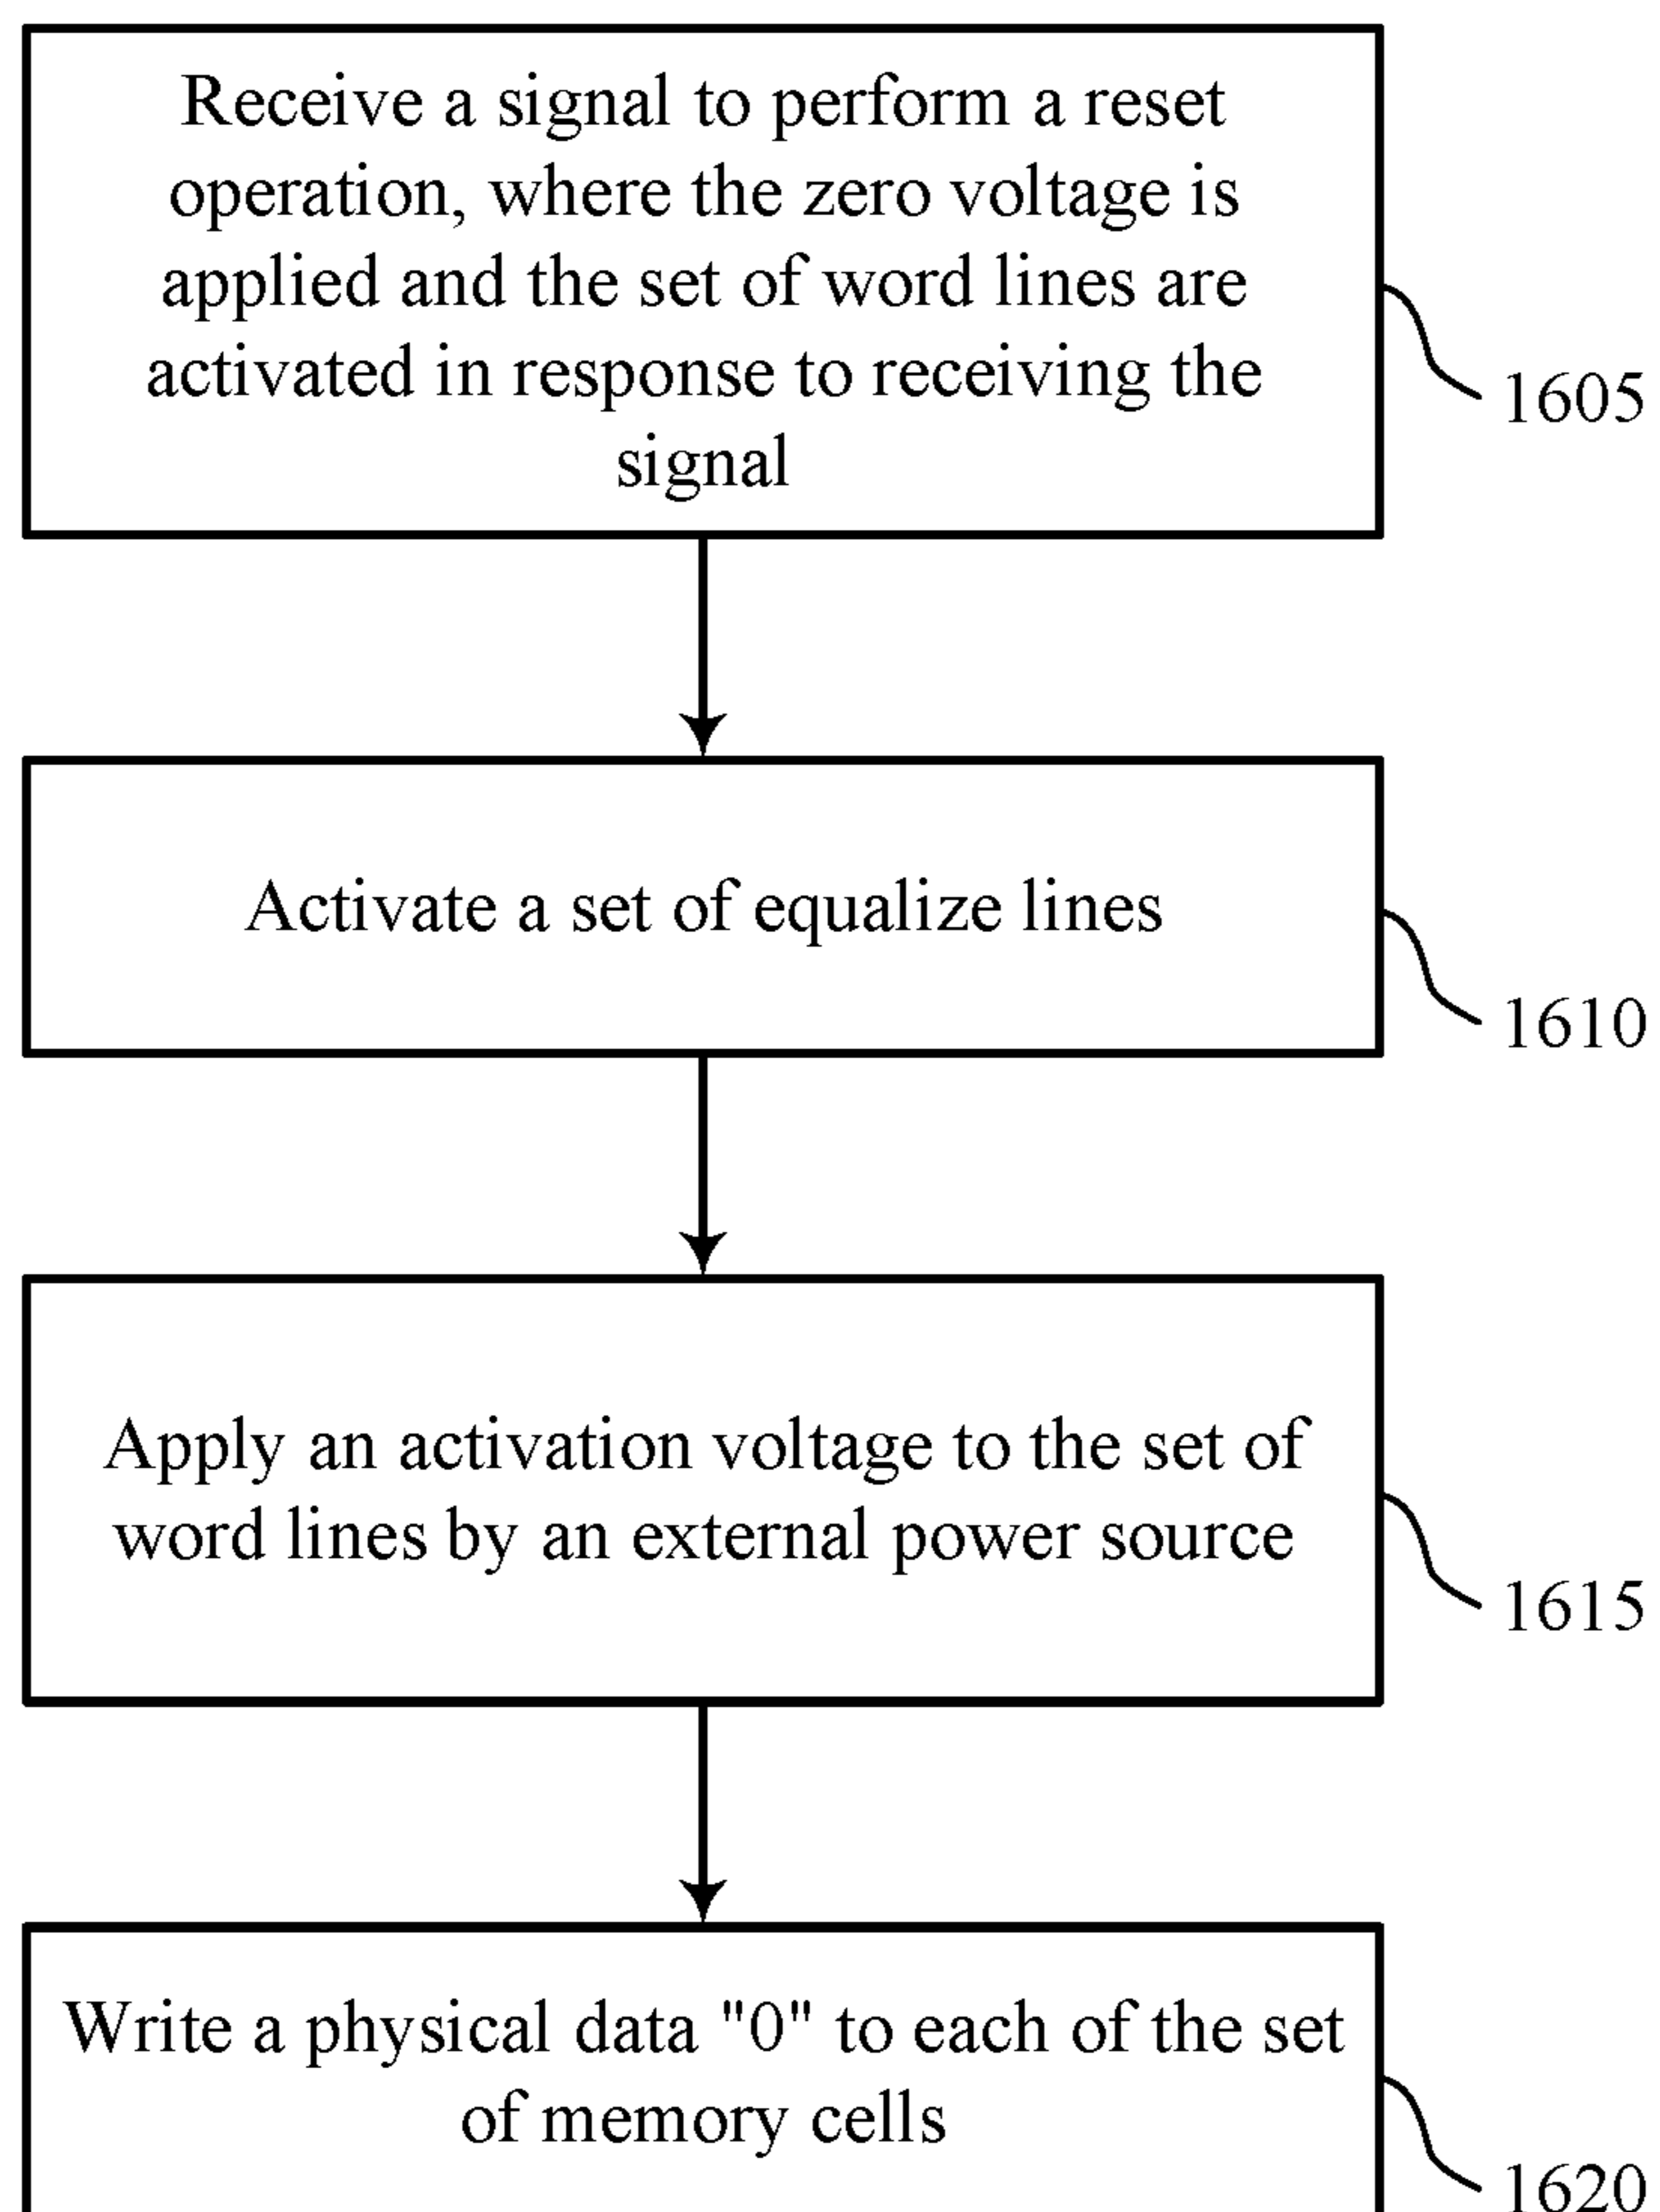 Receive a signal to perform a reset
operation, where the zero voltage is
applied and the set of word lines are
activated in response to receiving the
signal
1605
Activate a set of equalize lines
1610
Apply an activation voltage to the set of
word lines by an external power source
1615
Write a physical data "0" to each of the set
of memory cells
1620